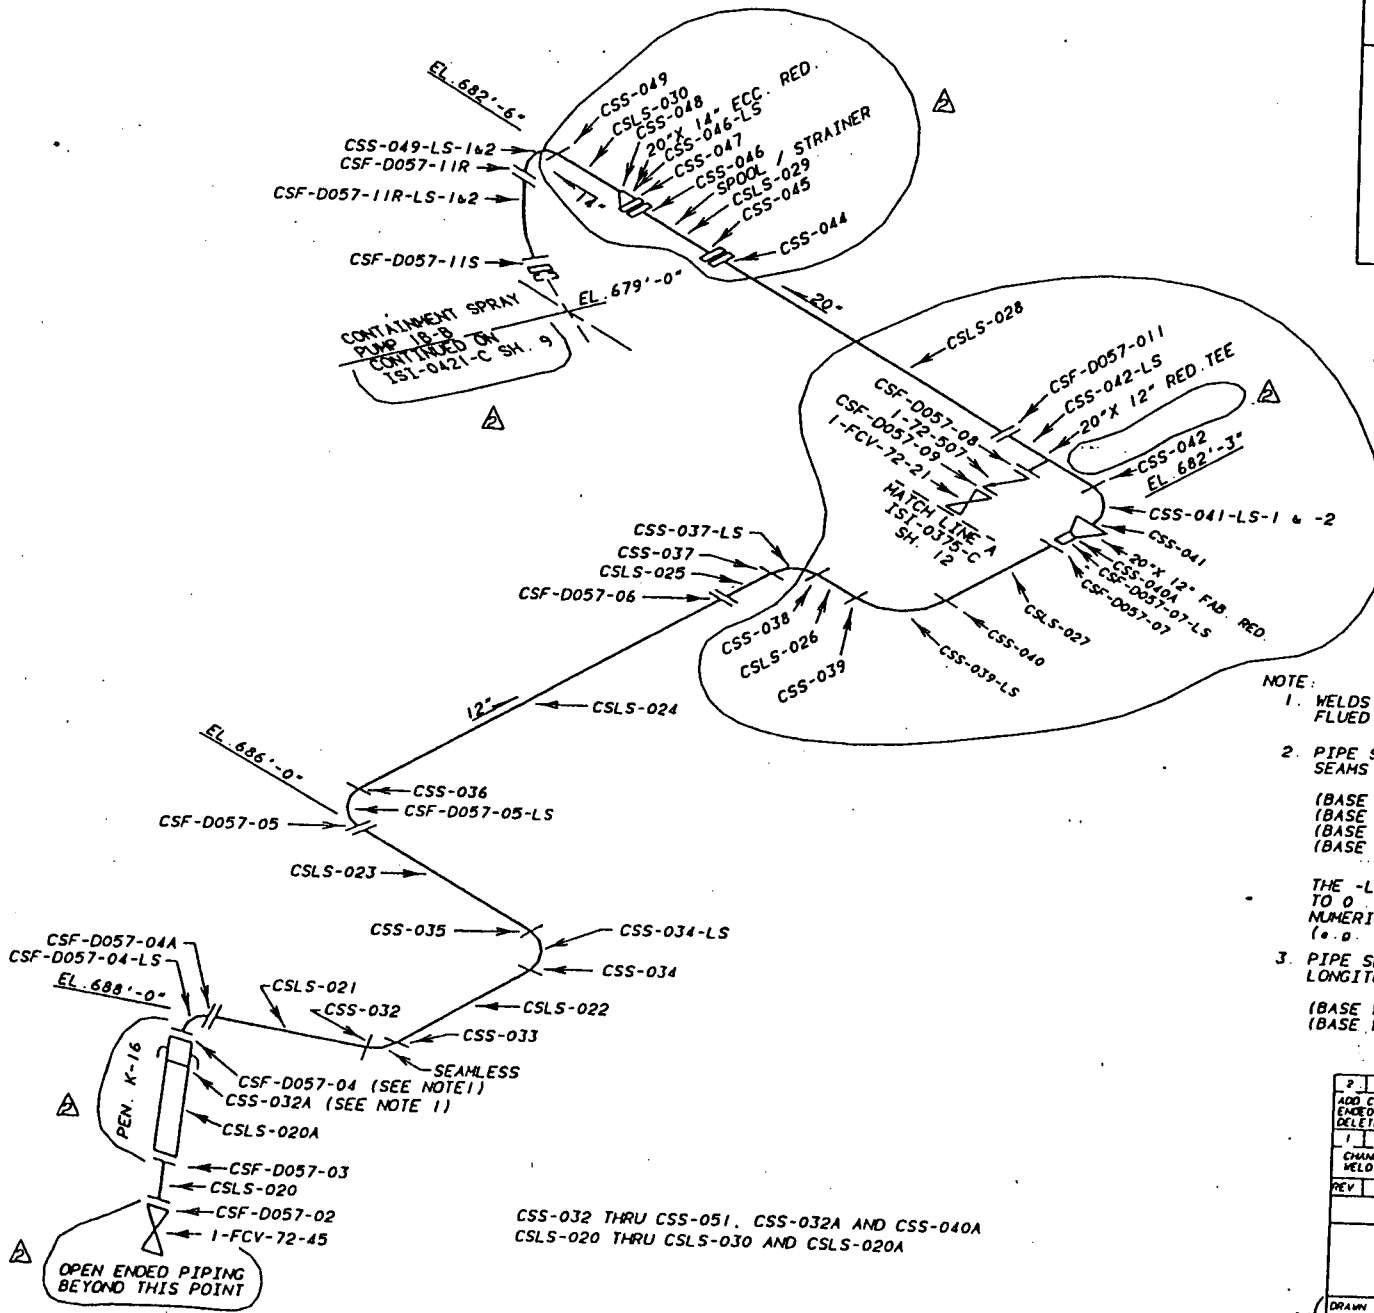 EL. 682'-6"
CSS-049
CSLS-030
CSS-048
20"X 14" ECC. RED.
CSS-046-LS
CSS-047
CSS-046
SPOOL / STRAINER
CSLS-029
CSS-045
CSS-044
2
CSS-049-LS-1&2
CSF-D057-11R
CSF-D057-11R-LS-1&2
14"
CSF-D057-11S
EL. 679'-0"
CONTAINMENT SPRAY
PUMP 1B-B
CONTINUED ON
ISI-0421-C SH. 9
2
20"
CSLS-028
CSF-D057-011
CSS-042-LS
20"X 12" RED. TEE
2
CSF-D057-08
1-72-507
CSF-D057-09
1-FCV-72-21
MATCH LINE A
ISI-0375-C
SH. 12
CSS-042
EL. 682'-3"
CSS-041-LS-1 & -2
CSS-041
20"X 12" FAB. RED.
CSS-040A
CSF-D057-07-LS
CSF-D057-07
CSS-037-LS
CSS-037
CSLS-025
CSF-D057-06
CSS-038
CSLS-026
CSS-039
CSS-039-LS
CSS-040
CSLS-027
12"
CSLS-024
EL. 686'-0"
CSS-036
CSF-D057-05-LS
CSF-D057-05
CSLS-023
CSS-035
CSS-034-LS
CSS-034
CSLS-022
CSF-D057-04A
CSF-D057-04-LS
EL. 688'-0"
CSLS-021
CSS-032
CSS-033
SEAMLESS
PEN. K-16
2
CSF-D057-04 (SEE NOTE1)
CSS-032A (SEE NOTE 1)
CSLS-020A
CSF-D057-03
CSLS-020
CSF-D057-02
1-FCV-72-45
2
OPEN ENDED PIPING
BEYOND THIS POINT
CSS-032 THRU CSS-051, CSS-032A AND CSS-040A
CSLS-020 THRU CSLS-030 AND CSLS-020A
NOTE:
1. WELDS
FLUED
2. PIPE S
SEAMS
(BASE
(BASE
(BASE
(BASE
THE -L
TO 0
NUMERI
(e.g.
3. PIPE S
LONGIT
(BASE
(BASE
2
ADD C
ENDED
DELET
1
CHAN
WELD
REV
DRAWN